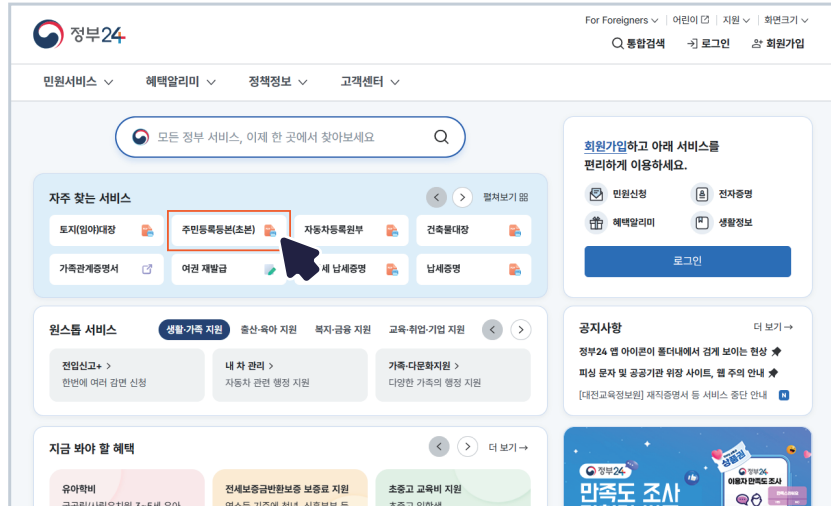 For Foreigners 어린이 지원 화면크기
정부24
통합검색 로그인 회원가입
민원서비스 혜택알리미 정책정보 고객센터
모든 정부 서비스, 이제 한 곳에서 찾아보세요
자주 찾는 서비스 펼쳐보기
토지(임야)대장 주민등록등본(초본) 자동차등록원부 건축물대장
가족관계증명서 여권 재발급 세 납세증명 납세증명
회원가입하고 아래 서비스를
편리하게 이용하세요.
민원신청 전자증명
혜택알리미 생활정보
로그인
원스톱 서비스 생활·가족 지원 출산·육아 지원 복지·금융 지원 교육·취업·기업 지원
전입신고+ > 내 차 관리 > 가족·다문화지원 >
한번에 여러 감면 신청 자동차 관련 행정 지원 다양한 가족의 행정 지원
공지사항 더 보기→
정부24 앱 아이콘이 폴더내에서 검게 보이는 현상
피싱 문자 및 공공기관 위장 사이트, 웹 주의 안내
[대전교육정보원] 재직증명서 등 서비스 중단 안내 N
지금 봐야 할 혜택 더 보기→
유아학비 전세보증금반환보증 보증료 지원 초중고 교육비 지원
정부24
만족도 조사
상품권
정부24
이용자 만족도 조사